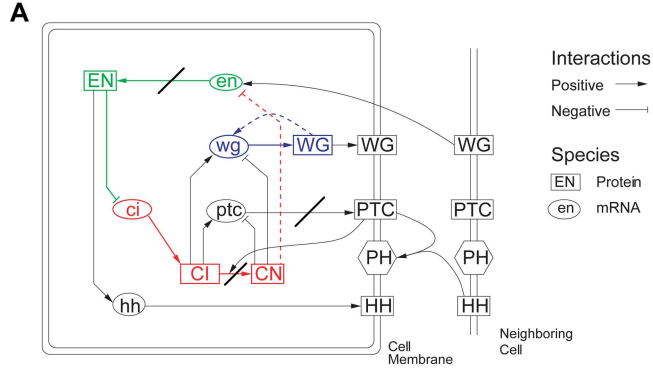 A
EN
en
Interactions
Positive
Negative
wg
WG
WG
WG
Species
EN Protein
en mRNA
ci
ptc
PTC
PTC
CI
CN
PH
PH
hh
HH
HH
Cell
Membrane
Neighboring
Cell